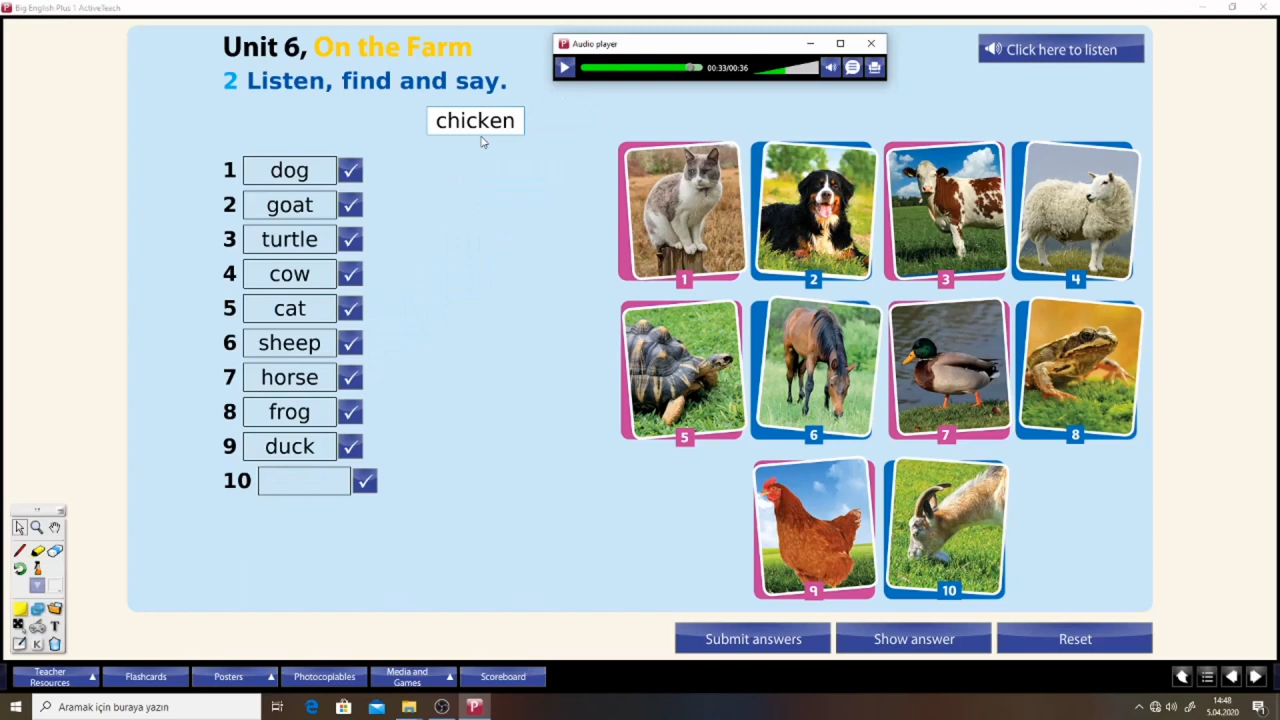 Big English Plus 1 ActiveTeach
Unit 6, On the Farm
2 Listen, find and say.
Audio player
00:33/00:36
Click here to listen
chicken
1 dog
2 goat
3 turtle
4 cow
5 cat
6 sheep
7 horse
8 frog
9 duck
10
1
2
3
4
5
6
7
8
9
10
Submit answers
Show answer
Reset
Teacher
Resources
Flashcards
Posters
Photocopiables
Media and
Games
Scoreboard
Aramak için buraya yazın
14:48
5.04.2020